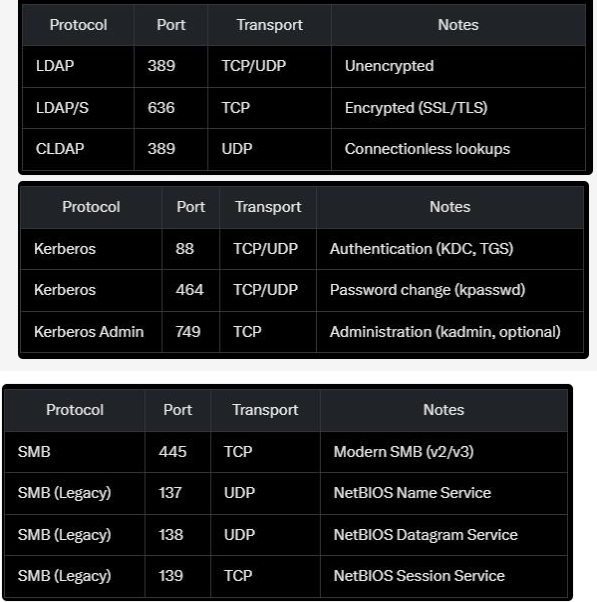 Protocol Port Transport Notes
LDAP 389 TCP/UDP Unencrypted
LDAP/S 636 TCP Encrypted (SSL/TLS)
CLDAP 389 UDP Connectionless lookups
Protocol Port Transport Notes
Kerberos 88 TCP/UDP Authentication (KDC, TGS)
Kerberos 464 TCP/UDP Password change (kpasswd)
Kerberos Admin 749 TCP Administration (kadmin, optional)
Protocol Port Transport Notes
SMB 445 TCP Modern SMB (v2/v3)
SMB (Legacy) 137 UDP NetBIOS Name Service
SMB (Legacy) 138 UDP NetBIOS Datagram Service
SMB (Legacy) 139 TCP NetBIOS Session Service